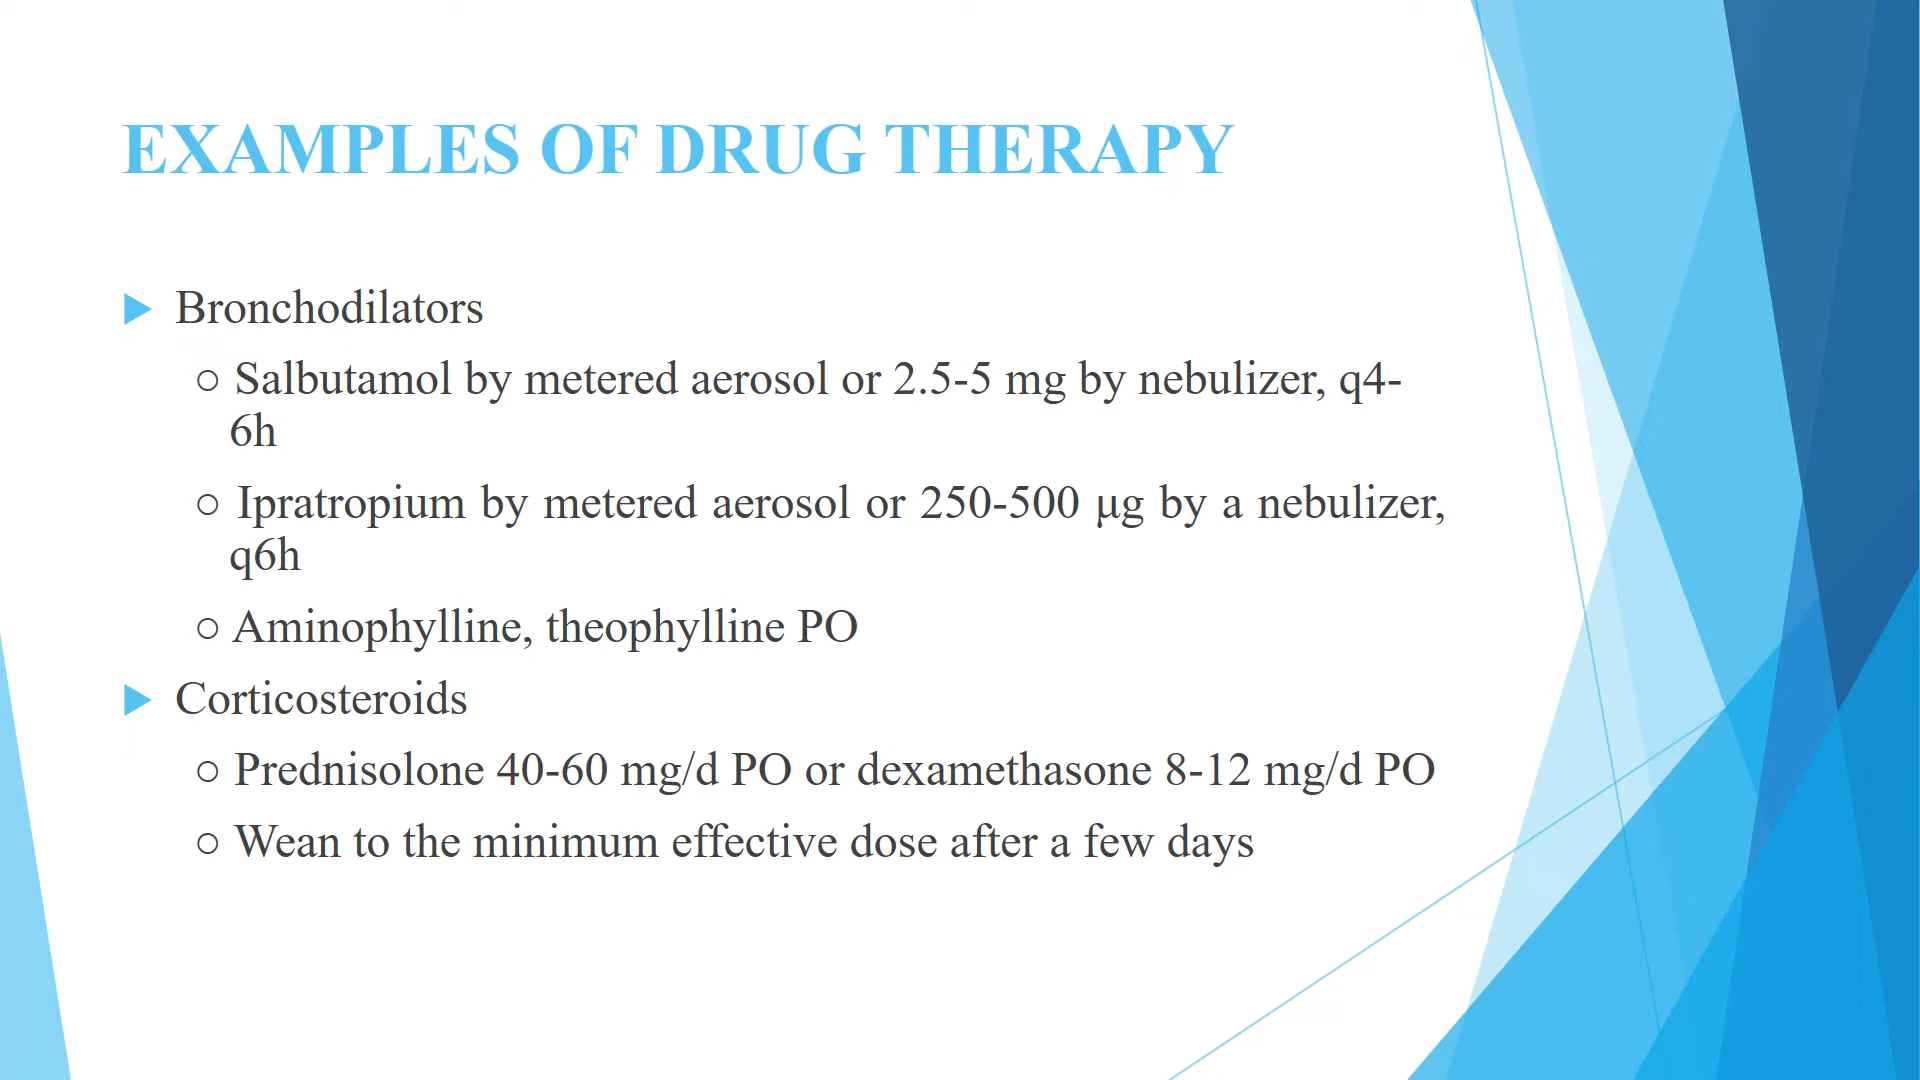 EXAMPLES OF DRUG THERAPY
Bronchodilators
○ Salbutamol by metered aerosol or 2.5-5 mg by nebulizer, q4-
6h
○ Ipratropium by metered aerosol or 250-500 μg by a nebulizer,
q6h
○ Aminophylline, theophylline PO
Corticosteroids
○ Prednisolone 40-60 mg/d PO or dexamethasone 8-12 mg/d PO
○ Wean to the minimum effective dose after a few days